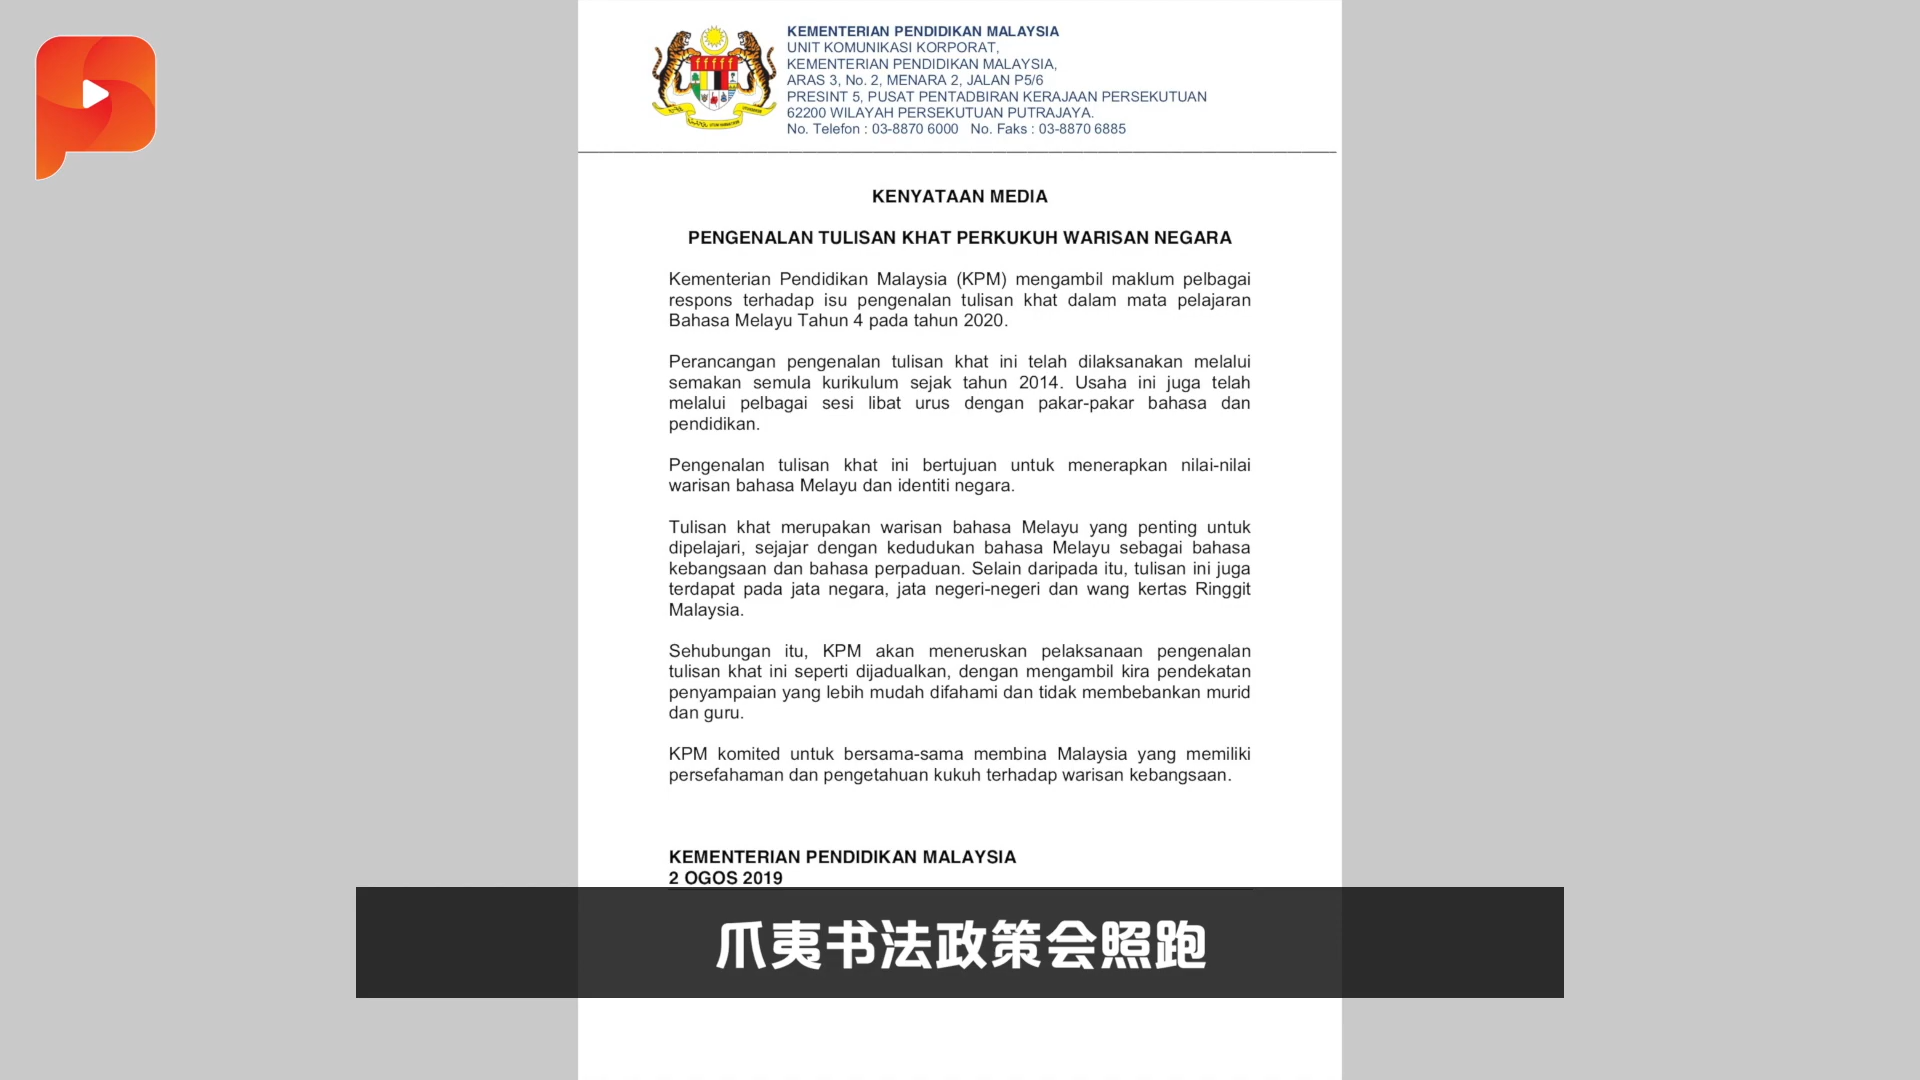 KEMENTERIAN PENDIDIKAN MALAYSIA
UNIT KOMUNIKASI KORPORAT,
KEMENTERIAN PENDIDIKAN MALAYSIA,
ARAS 3, No. 2, MENARA 2, JALAN P5/6
PRESINT 5, PUSAT PENTADBIRAN KERAJAAN PERSEKUTUAN
62200 WILAYAH PERSEKUTUAN PUTRAJAYA.
No. Telefon : 03-8870 6000   No. Faks : 03-8870 6885
KENYATAAN MEDIA
PENGENALAN TULISAN KHAT PERKUKUH WARISAN NEGARA
Kementerian Pendidikan Malaysia (KPM) mengambil maklum pelbagai
respons terhadap isu pengenalan tulisan khat dalam mata pelajaran
Bahasa Melayu Tahun 4 pada tahun 2020.
Perancangan pengenalan tulisan khat ini telah dilaksanakan melalui
semakan semula kurikulum sejak tahun 2014. Usaha ini juga telah
melalui pelbagai sesi libat urus dengan pakar-pakar bahasa dan
pendidikan.
Pengenalan tulisan khat ini bertujuan untuk menerapkan nilai-nilai
warisan bahasa Melayu dan identiti negara.
Tulisan khat merupakan warisan bahasa Melayu yang penting untuk
dipelajari, sejajar dengan kedudukan bahasa Melayu sebagai bahasa
kebangsaan dan bahasa perpaduan. Selain daripada itu, tulisan ini juga
terdapat pada jata negara, jata negeri-negeri dan wang kertas Ringgit
Malaysia.
Sehubungan itu, KPM akan meneruskan pelaksanaan pengenalan
tulisan khat ini seperti dijadualkan, dengan mengambil kira pendekatan
penyampaian yang lebih mudah difahami dan tidak membebankan murid
dan guru.
KPM komited untuk bersama-sama membina Malaysia yang memiliki
persefahaman dan pengetahuan kukuh terhadap warisan kebangsaan.
KEMENTERIAN PENDIDIKAN MALAYSIA
2 OGOS 2019
爪夷书法政策会照跑